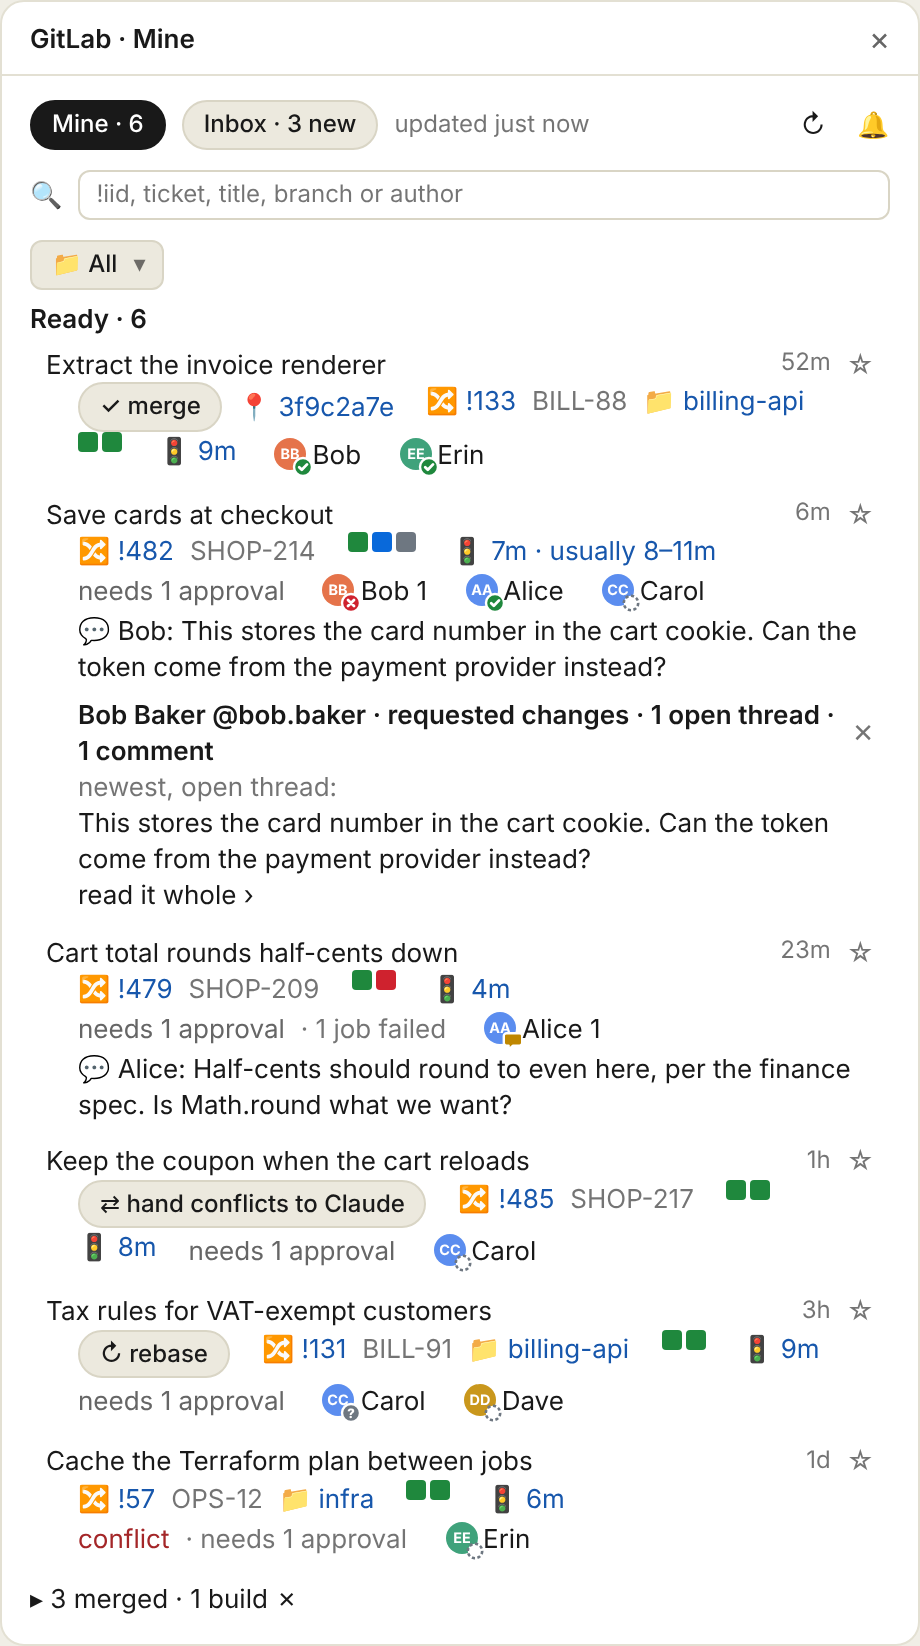 GitLab · Mine ×
Mine · 6 Inbox · 3 new updated just now ↻ 🔔
🔍 !iid, ticket, title, branch or author
📁 All ▾
Ready · 6
Extract the invoice renderer 52m ☆
✓ merge 📍 3f9c2a7e 🔀 !133 BILL-88 📁 billing-api
🚦 9m BB Bob EE Erin
Save cards at checkout 6m ☆
🔀 !482 SHOP-214 🚦 7m · usually 8–11m
needs 1 approval BB Bob 1 AA Alice CC Carol
💬 Bob: This stores the card number in the cart cookie. Can the
token come from the payment provider instead?
Bob Baker @bob.baker · requested changes · 1 open thread ·
1 comment ×
newest, open thread:
This stores the card number in the cart cookie. Can the token
come from the payment provider instead?
read it whole ›
Cart total rounds half-cents down 23m ☆
🔀 !479 SHOP-209 🚦 4m
needs 1 approval · 1 job failed AA Alice 1
💬 Alice: Half-cents should round to even here, per the finance
spec. Is Math.round what we want?
Keep the coupon when the cart reloads 1h ☆
⇄ hand conflicts to Claude 🔀 !485 SHOP-217
🚦 8m needs 1 approval CC Carol
Tax rules for VAT-exempt customers 3h ☆
↻ rebase 🔀 !131 BILL-91 📁 billing-api 🚦 9m
needs 1 approval CC ? Carol DD Dave
Cache the Terraform plan between jobs 1d ☆
🔀 !57 OPS-12 📁 infra 🚦 6m
conflict · needs 1 approval EE Erin
▸ 3 merged · 1 build ×